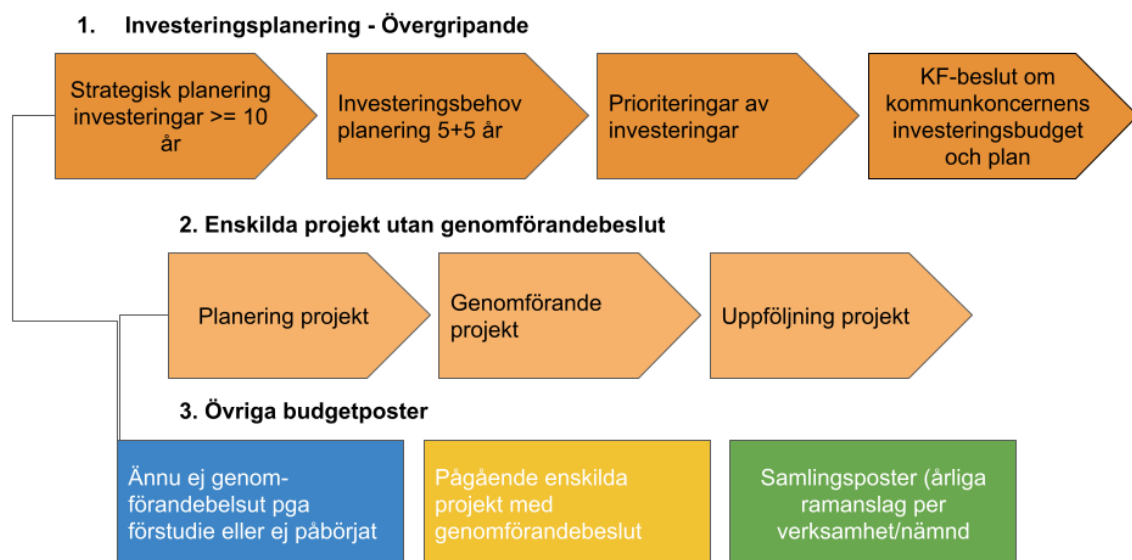 1. Investeringsplanering - Övergripande
Strategisk planering
investeringar >= 10
år
Investeringsbehov
planering 5+5 år
Prioriteringar av
investeringar
KF-beslut om
kommunkoncernens
investeringsbudget
och plan
2. Enskilda projekt utan genomförandebeslut
Planering projekt
Genomförande
projekt
Uppföljning projekt
3. Övriga budgetposter
Ännu ej genom-
förandebelsut pga
förstudie eller ej påbörjat
Pågående enskilda
projekt med
genomförandebeslut
Samlingsposter (årliga
ramanslag per
verksamhet/nämnd